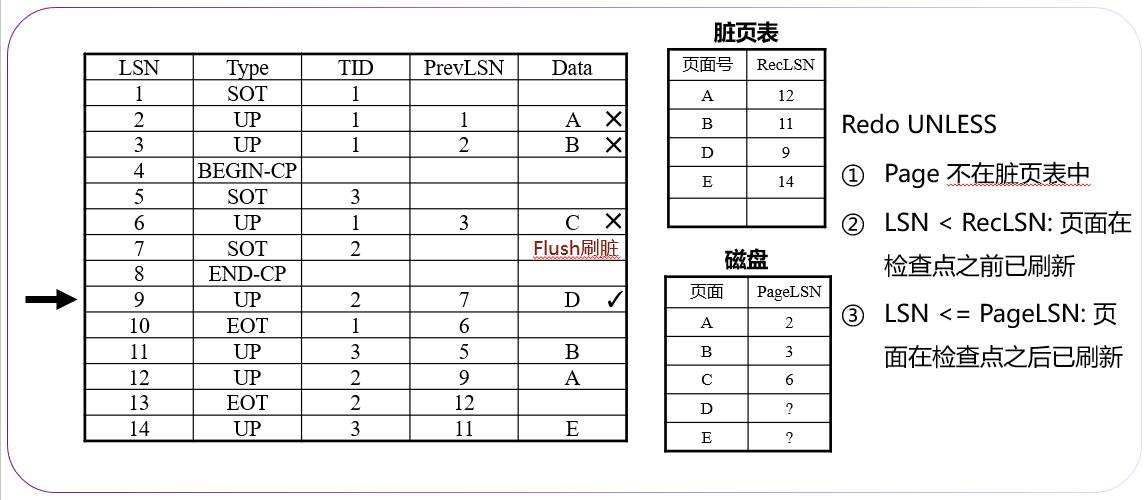 LSN Type TID PrevLSN Data
1 SOT 1
2 UP 1 1 A ✕
3 UP 1 2 B ✕
4 BEGIN-CP
5 SOT 3
6 UP 1 3 C ✕
7 SOT 2 Flush刷脏
8 END-CP
9 UP 2 7 D ✓
10 EOT 1 6
11 UP 3 5 B
12 UP 2 9 A
13 EOT 2 12
14 UP 3 11 E
脏页表
页面号 RecLSN
A 12
B 11
D 9
E 14
磁盘
页面 PageLSN
A 2
B 3
C 6
D ?
E ?
Redo UNLESS
① Page 不在脏页表中
② LSN < RecLSN: 页面在
检查点之前已刷新
③ LSN <= PageLSN: 页
面在检查点之后已刷新